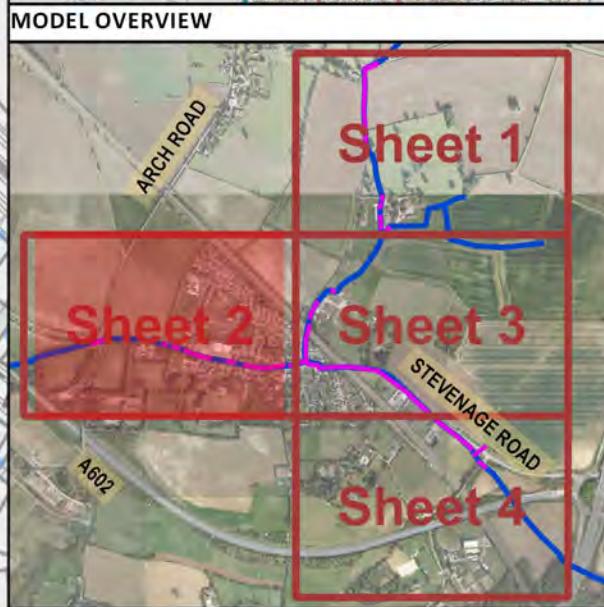 MODEL OVERVIEW
ARCH ROAD
Sheet 1
Sheet 2
Sheet 3
STEVENAGE ROAD
A602
Sheet 4